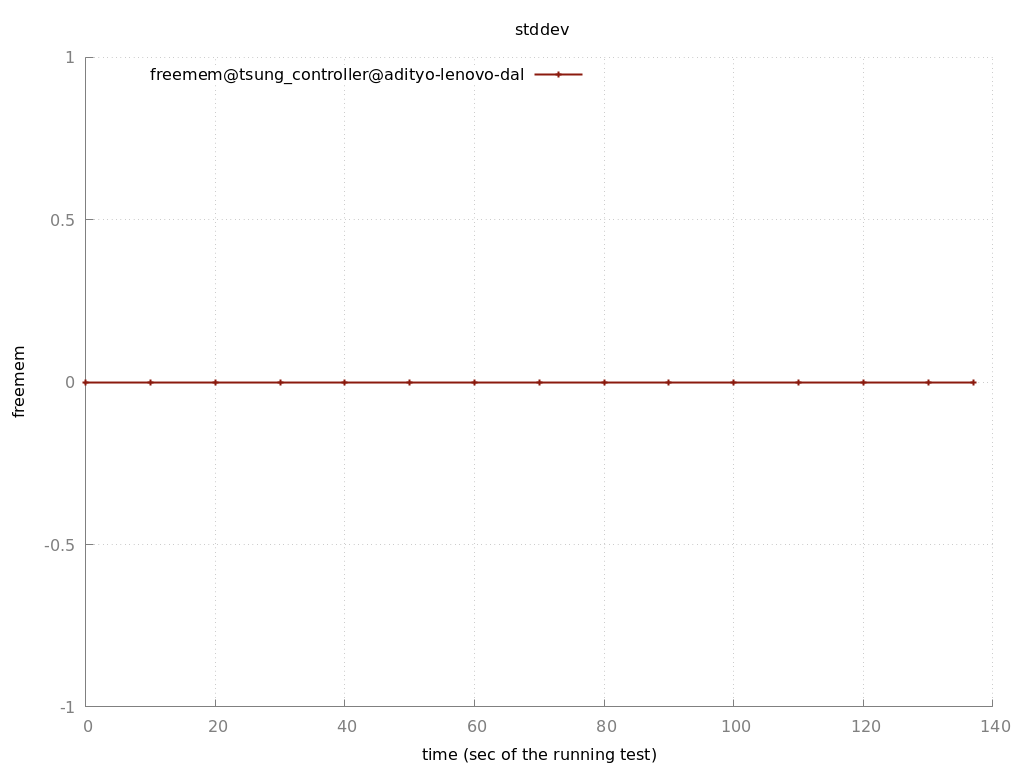 stddev
freemem@tsung_controller@adityo-lenovo-dal
1
0.5
0
-0.5
-1
freemem
0 20 40 60 80 100 120 140
time (sec of the running test)